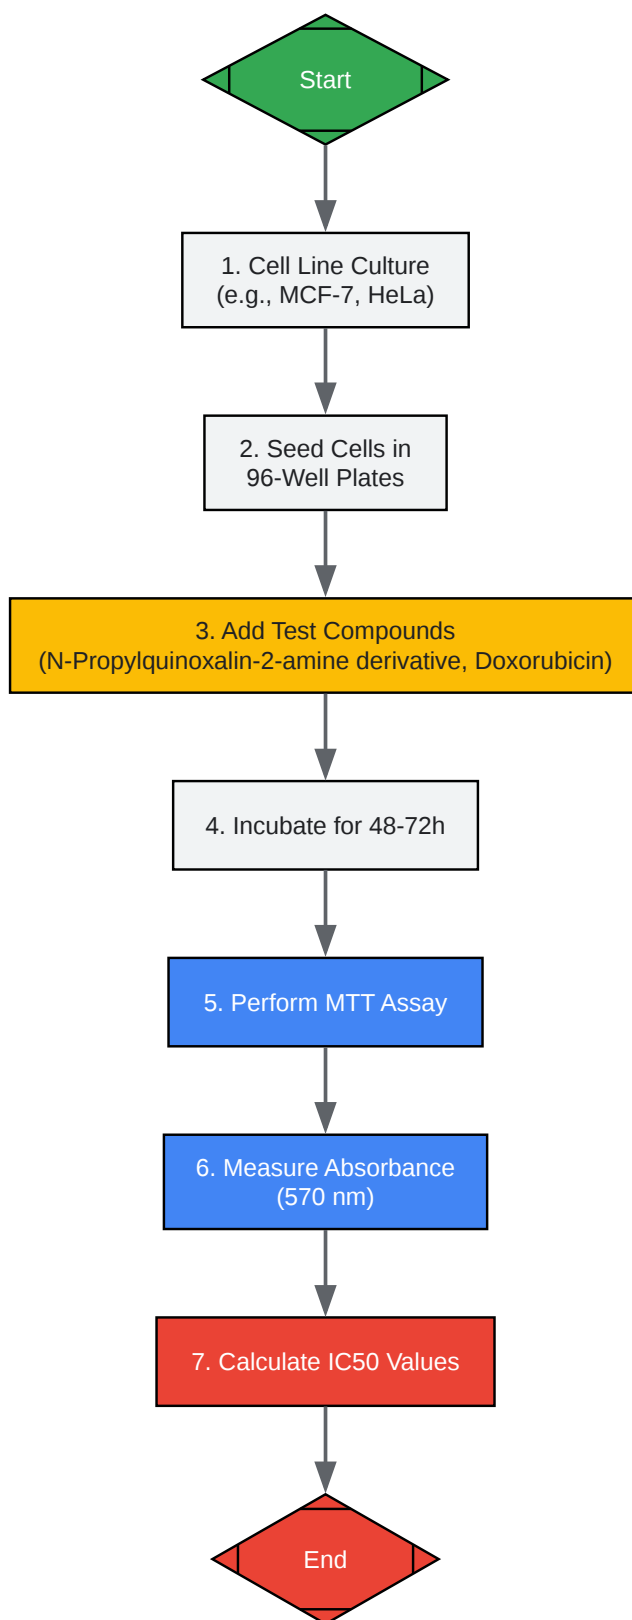 Start
1. Cell Line Culture
(e.g., MCF-7, HeLa)
2. Seed Cells in
96-Well Plates
3. Add Test Compounds
(N-Propylquinoxalin-2-amine derivative, Doxorubicin)
4. Incubate for 48-72h
5. Perform MTT Assay
6. Measure Absorbance
(570 nm)
7. Calculate IC50 Values
End